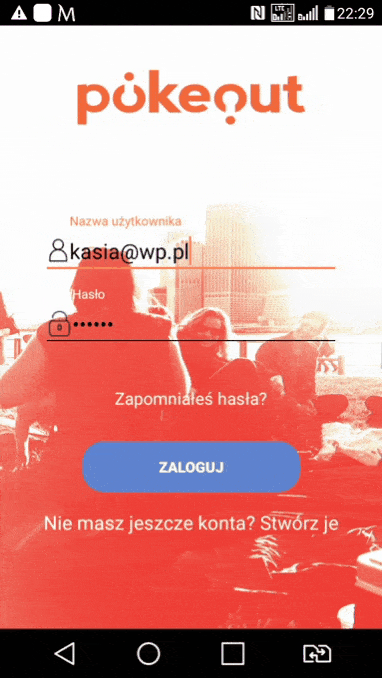 M
LTE
22:29
pokeout
Nazwa użytkownika
kasia@wp.pl
Hasło
••••••
Zapomniałeś hasła?
ZALOGUJ
Nie masz jeszcze konta? Stwórz je